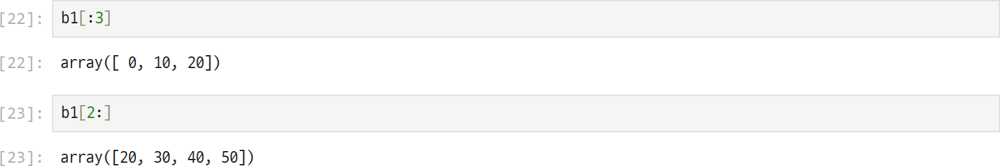 [22]: b1[:3]
[22]: array([ 0, 10, 20])
[23]: b1[2:]
[23]: array([20, 30, 40, 50])